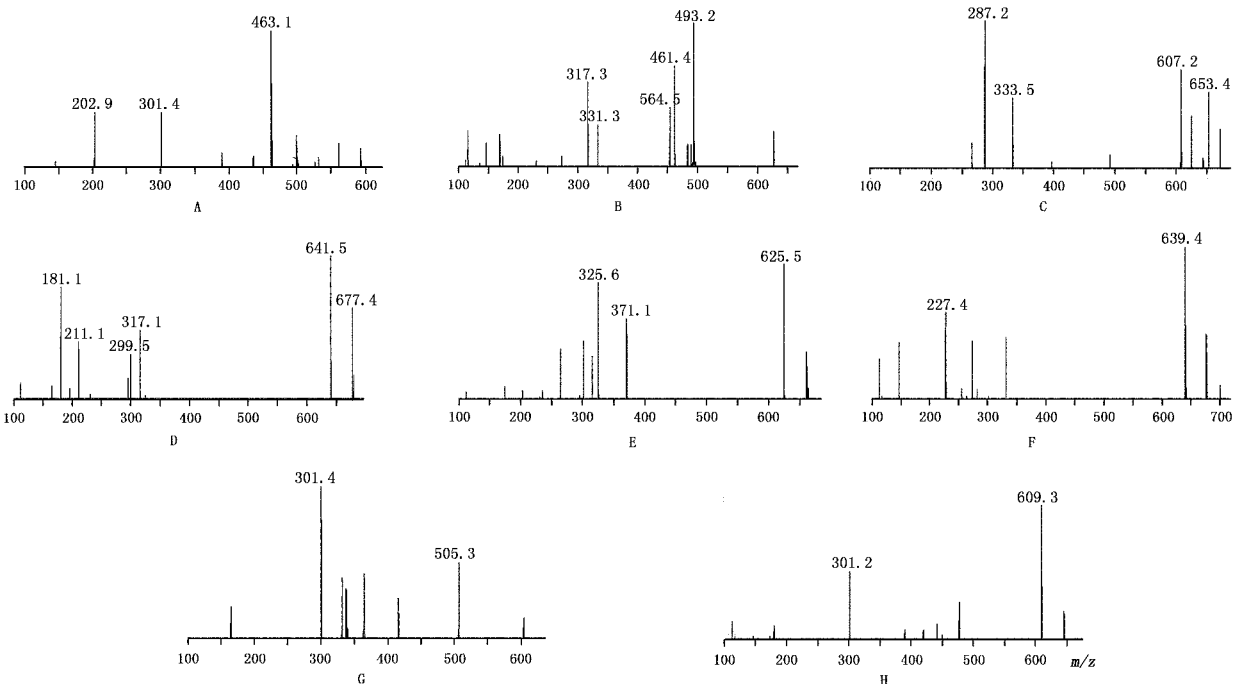 463.1
202.9 301.4
100 200 300 400 500 600
A
493.2
461.4
317.3
564.5
331.3
100 200 300 400 500 600
B
287.2
607.2
653.4
333.5
100 200 300 400 500 600
C
641.5
181.1
677.4
317.1
211.1
299.5
100 200 300 400 500 600
D
625.5
325.6
371.1
100 200 300 400 500 600
E
639.4
227.4
100 200 300 400 500 600 700
F
301.4
505.3
100 200 300 400 500 600
G
609.3
301.2
100 200 300 400 500 600 m/z
H